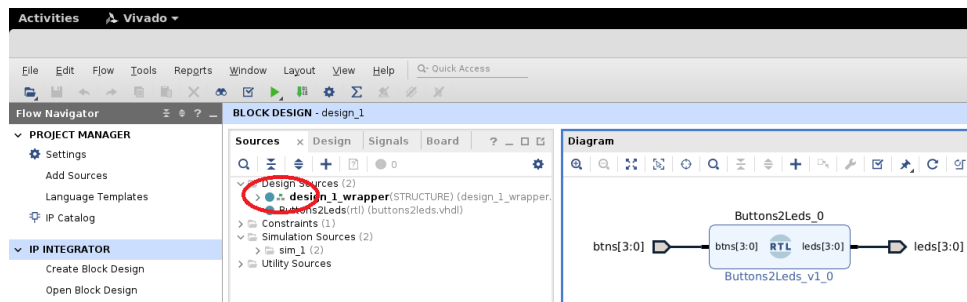 Activities Vivado
File Edit Flow Tools Reports Window Layout View Help Q- Quick Access
Flow Navigator ? BLOCK DESIGN - design_1
PROJECT MANAGER
Settings
Add Sources
Language Templates
IP Catalog
IP INTEGRATOR
Create Block Design
Open Block Design
Sources Design Signals Board ?
0
Design Sources (2)
design_1_wrapper(STRUCTURE) (design_1_wrapper.
Buttons2Leds(rtl) (buttons2leds.vhdl)
Constraints (1)
Simulation Sources (2)
sim_1 (2)
Utility Sources
Diagram
Buttons2Leds_0
btns[3:0] btns[3:0] RTL leds[3:0] leds[3:0]
Buttons2Leds_v1_0